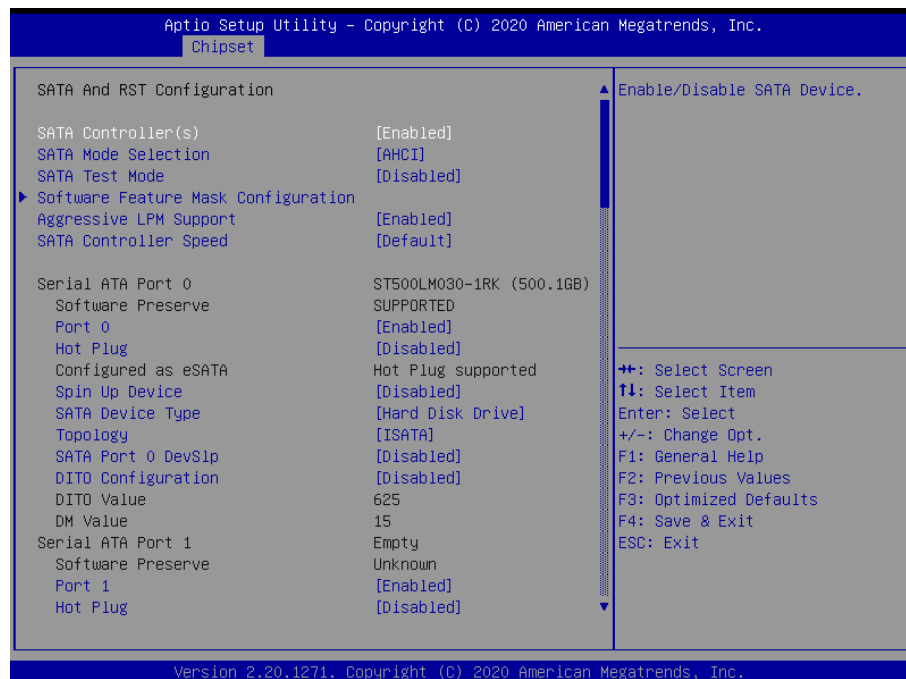 Aptio Setup Utility – Copyright (C) 2020 American Megatrends, Inc.
Chipset
SATA And RST Configuration
SATA Controller(s) [Enabled]
SATA Mode Selection [AHCI]
SATA Test Mode [Disabled]
Software Feature Mask Configuration
Aggressive LPM Support [Enabled]
SATA Controller Speed [Default]
Serial ATA Port 0 ST500LM030-1RK (500.1GB)
Software Preserve SUPPORTED
Port 0 [Enabled]
Hot Plug [Disabled]
Configured as eSATA Hot Plug supported
Spin Up Device [Disabled]
SATA Device Type [Hard Disk Drive]
Topology [ISATA]
SATA Port 0 DevSlp [Disabled]
DITO Configuration [Disabled]
DITO Value 625
DM Value 15
Serial ATA Port 1 Empty
Software Preserve Unknown
Port 1 [Enabled]
Hot Plug [Disabled]
Enable/Disable SATA Device.
→←: Select Screen
↑↓: Select Item
Enter: Select
+/-: Change Opt.
F1: General Help
F2: Previous Values
F3: Optimized Defaults
F4: Save & Exit
ESC: Exit
Version 2.20.1271. Copyright (C) 2020 American Megatrends, Inc.